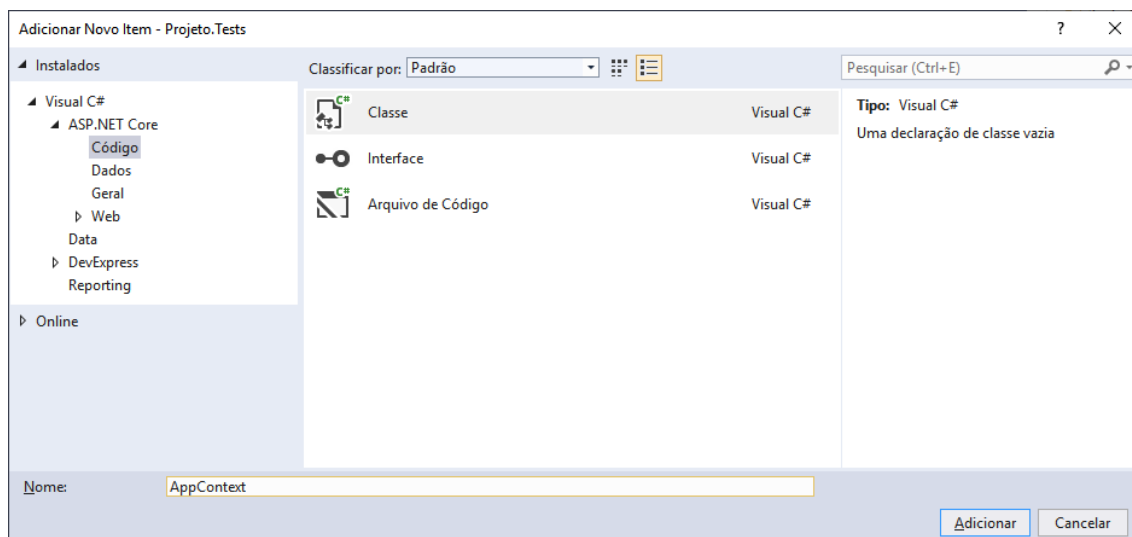 Adicionar Novo Item - Projeto.Tests
?
Instalados
Classificar por: Padrão
Pesquisar (Ctrl+E)
Visual C#
ASP.NET Core
Código
Dados
Geral
Web
Data
DevExpress
Reporting
Online
C# Classe Visual C#
Interface Visual C#
C# Arquivo de Código Visual C#
Tipo: Visual C#
Uma declaração de classe vazia
Nome: AppContext
Adicionar Cancelar